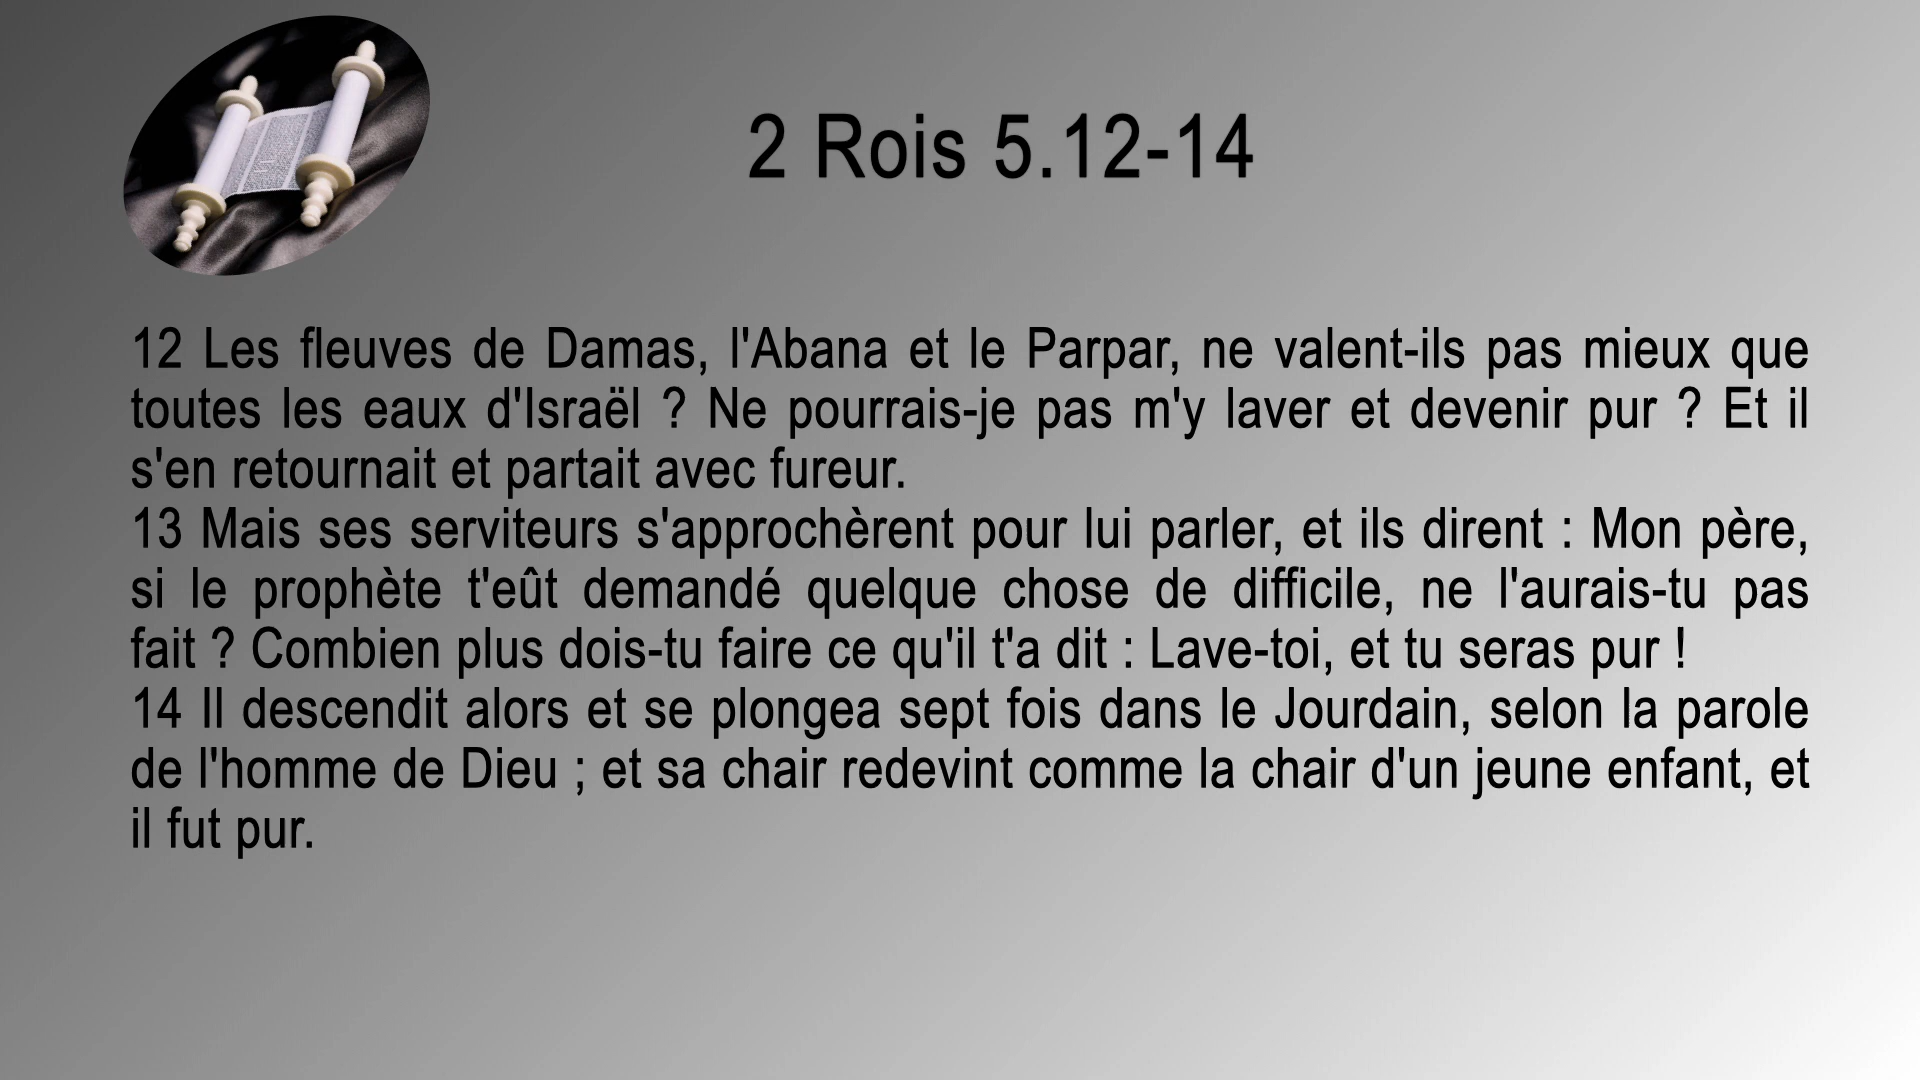 2 Rois 5.12-14
12 Les fleuves de Damas, l'Abana et le Parpar, ne valent-ils pas mieux que
toutes les eaux d'Israël ? Ne pourrais-je pas m'y laver et devenir pur ? Et il
s'en retournait et partait avec fureur.
13 Mais ses serviteurs s'approchèrent pour lui parler, et ils dirent : Mon père,
si le prophète t'eût demandé quelque chose de difficile, ne l'aurais-tu pas
fait ? Combien plus dois-tu faire ce qu'il t'a dit : Lave-toi, et tu seras pur !
14 Il descendit alors et se plongea sept fois dans le Jourdain, selon la parole
de l'homme de Dieu ; et sa chair redevint comme la chair d'un jeune enfant, et
il fut pur.